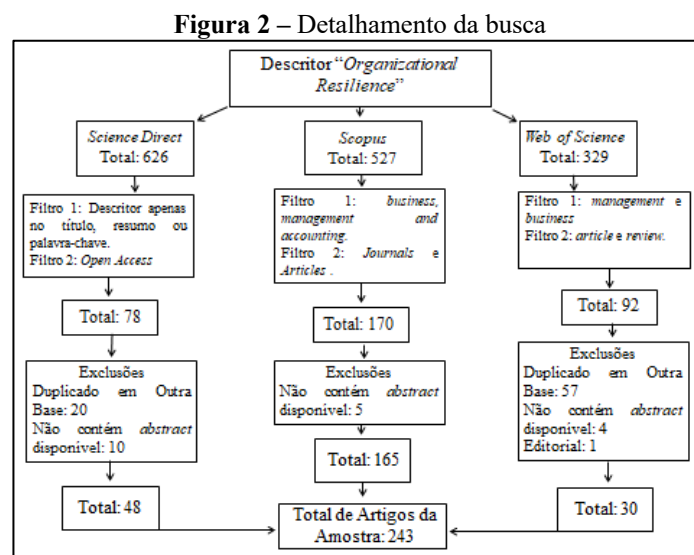 Figura 2 – Detalhamento da busca
Descritor “Organizational
Resilience”
Science Direct
Total: 626
Scopus
Total: 527
Web of Science
Total: 329
Filtro 1: Descritor apenas
no título, resumo ou
palavra-chave.
Filtro 2: Open Access
Filtro 1: business,
management and
accounting.
Filtro 2: Journals e
Articles .
Filtro 1: management e
business
Filtro 2: article e review.
Total: 78
Total: 170
Total: 92
Exclusões
Duplicado em Outra
Base: 20
Não contém abstract
disponível: 10
Exclusões
Não contém abstract
disponível: 5
Exclusões
Duplicado em Outra
Base: 57
Não contém abstract
disponível: 4
Editorial: 1
Total: 48
Total: 165
Total: 30
Total de Artigos da
Amostra: 243